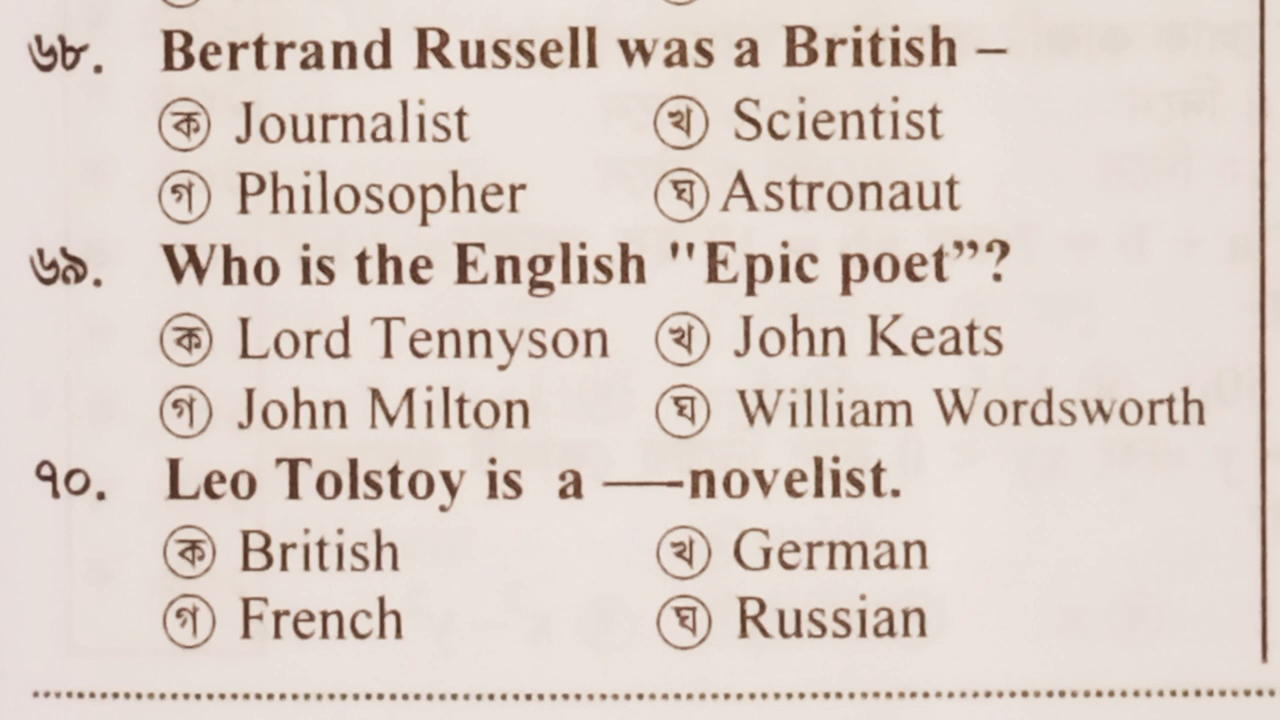 ৬৮. Bertrand Russell was a British –
ক Journalist খ Scientist
গ Philosopher ঘ Astronaut
৬৯. Who is the English "Epic poet”?
ক Lord Tennyson খ John Keats
গ John Milton ঘ William Wordsworth
৭০. Leo Tolstoy is a —novelist.
ক British খ German
গ French ঘ Russian